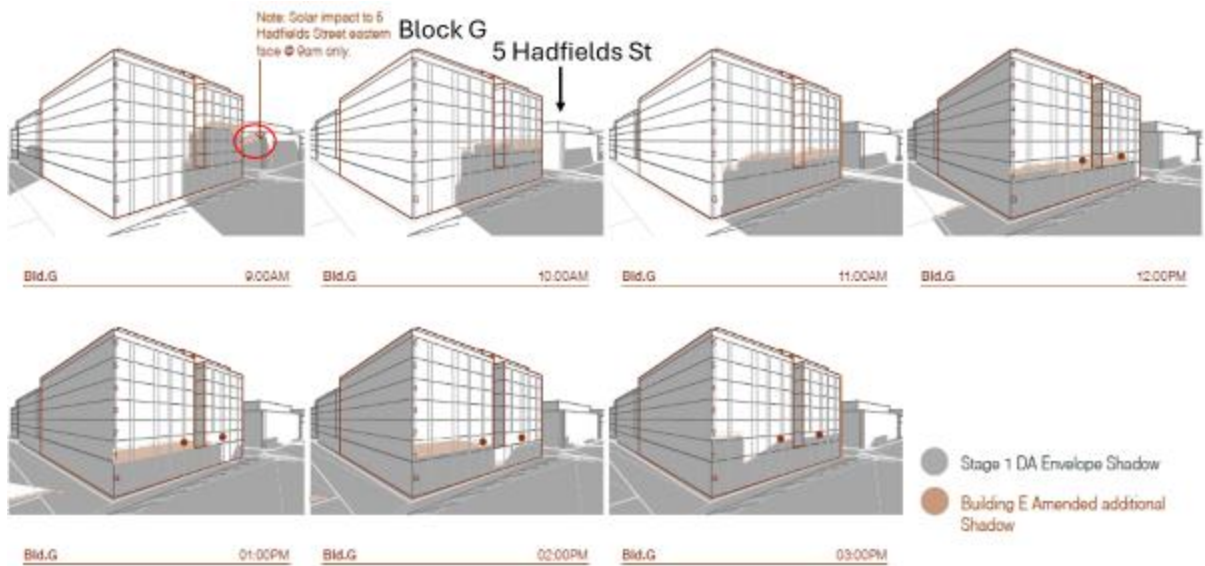 Note: Solar impact to 5
Hadfields Street eastern
face @ 9am only.
Block G
5 Hadfields St
Bld.G 9.00AM
Bld.G 10.00AM
Bld.G 11:00AM
Bld.G 12:00PM
Bld.G 01:00PM
Bld.G 02:00PM
Bld.G 03:00PM
Stage 1 DA Envelope Shadow
Building E Amended additional
Shadow